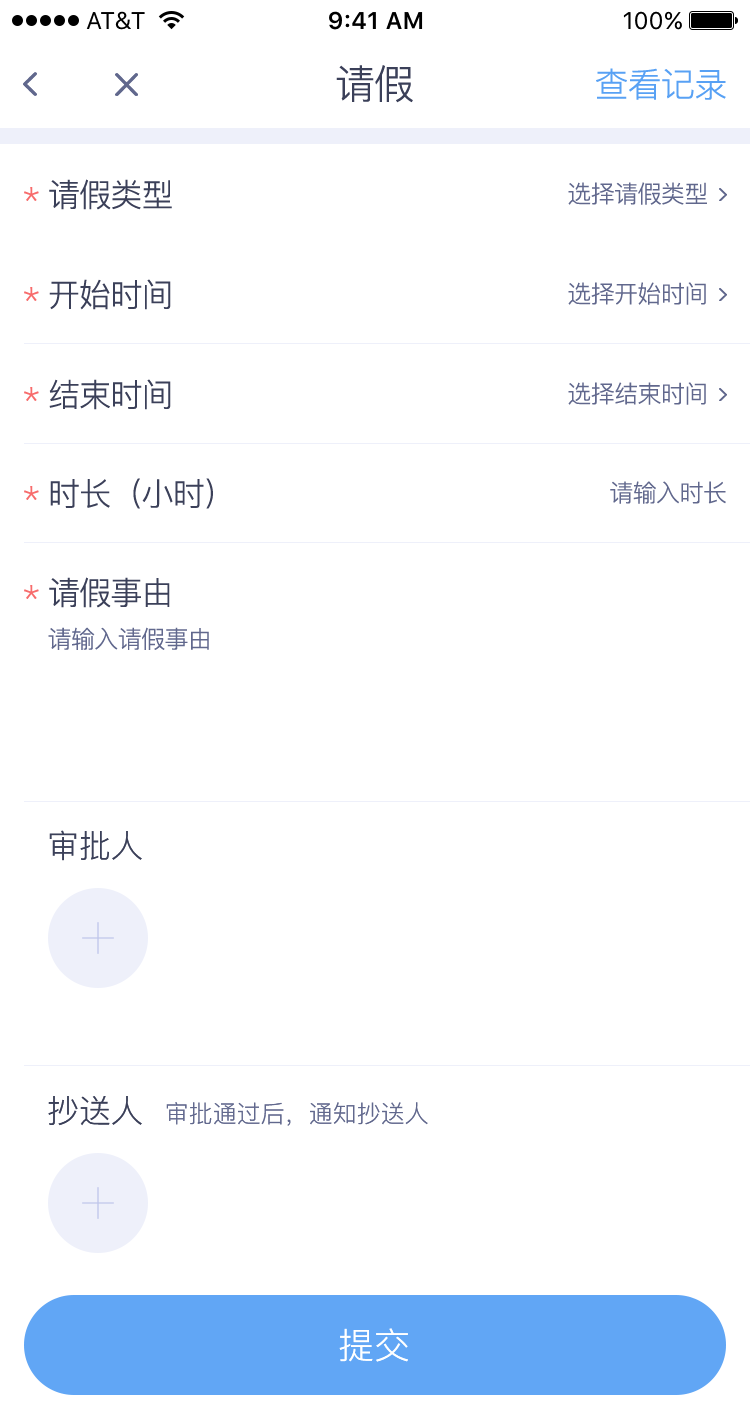 AT&T 9:41 AM 100%
请假 查看记录
* 请假类型 选择请假类型
* 开始时间 选择开始时间
* 结束时间 选择结束时间
* 时长（小时） 请输入时长
* 请假事由
请输入请假事由
审批人
抄送人 审批通过后，通知抄送人
提交